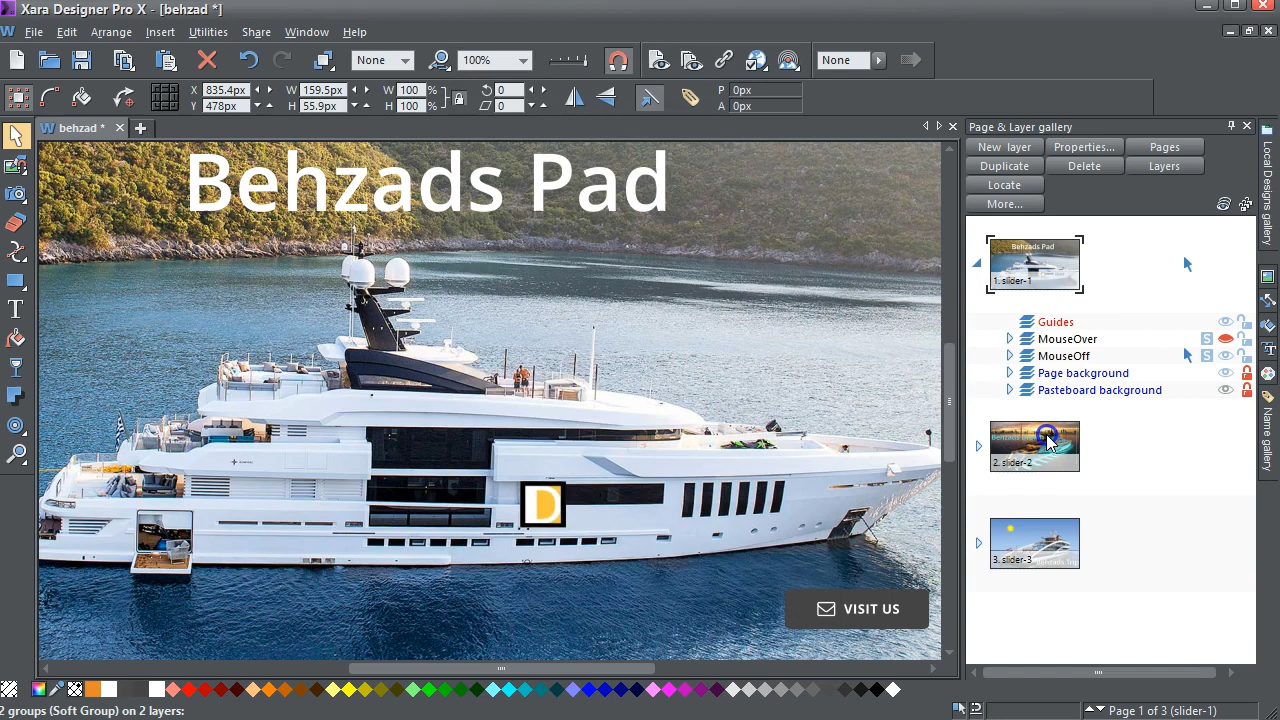 Xara Designer Pro X - [behzad *]
File Edit Arrange Insert Utilities Share Window Help
None 100% None
X 835.4px W 159.5px W 100 % 0 P 0px
Y 478px H 55.9px H 100 % 0 A 0px
behzad *
Page & Layer gallery
New layer Properties... Pages
Duplicate Delete Layers
Locate
More...
Behzads Pad
Behzads Pad
1. slider-1
Guides
MouseOver S
MouseOff S
Page background
Pasteboard background
2. slider-2
3. slider-3
Behzads Trip
D
VISIT US
Local Designs gallery
Name gallery
2 groups (Soft Group) on 2 layers:
Page 1 of 3 (slider-1)